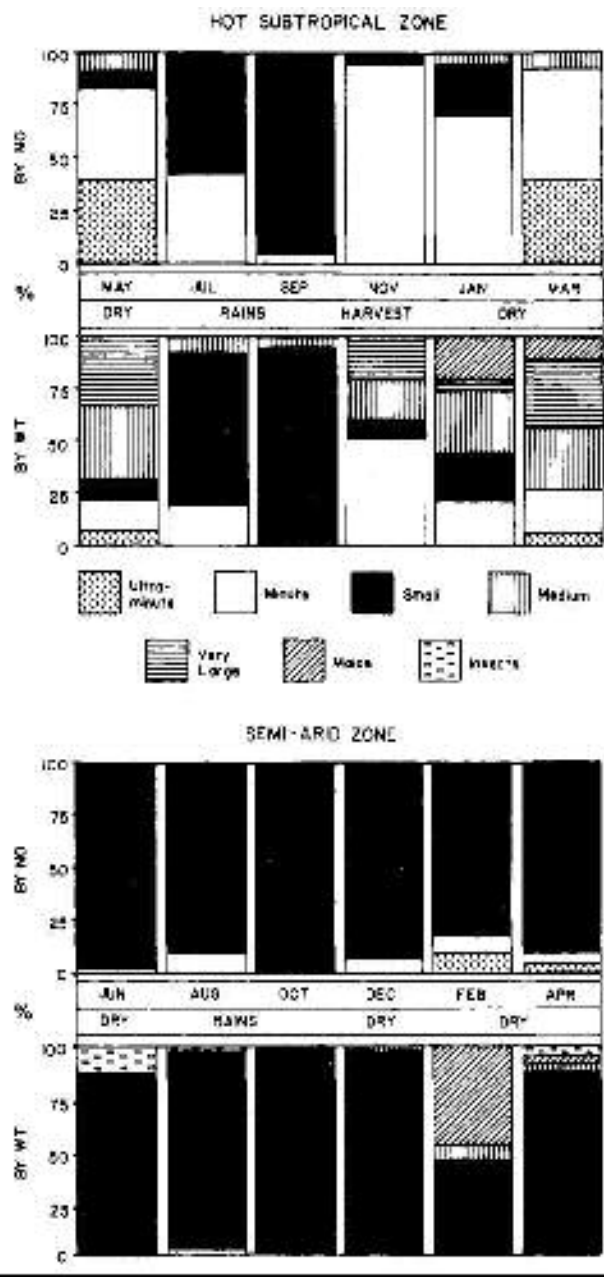 HOT SUBTROPICAL ZONE
100
75
50
25
0
BY NO
%
MAY JUL SEP NOV JAN MAR
DRY RAINS HARVEST DRY
100
75
50
25
0
BY WT
Ultra-
minute
Minute
Small
Medium
Very
Large
Maize
Insects
SEMI-ARID ZONE
100
75
50
25
0
BY NO
%
JUN AUG OCT DEC FEB APR
DRY RAINS DRY DRY
100
75
50
25
0
BY WT